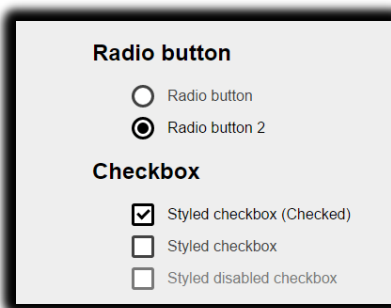 Radio button
Radio button
Radio button 2
Checkbox
Styled checkbox (Checked)
Styled checkbox
Styled disabled checkbox